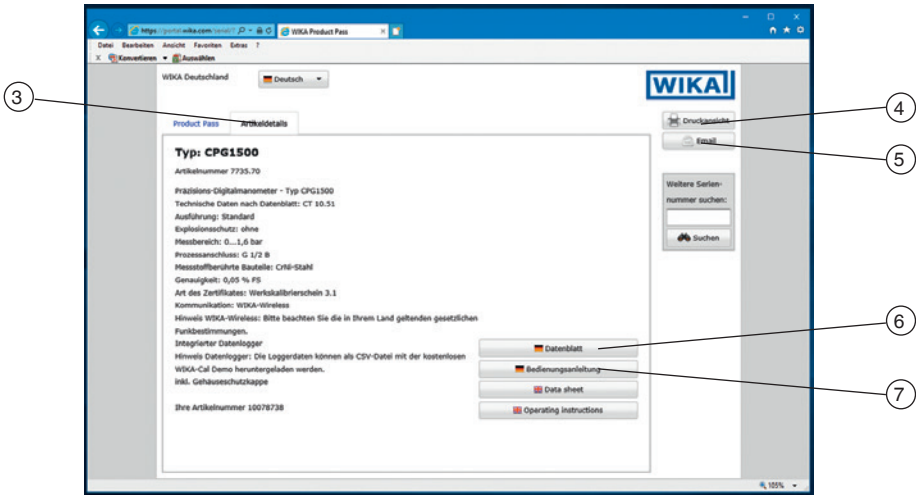 https://portal.wika.com/serial/?
WIKA Product Pass
Datei Bearbeiten Ansicht Favoriten Extras ?
X Konvertieren Auswählen
WIKA Deutschland
Deutsch
WIKA
3
Product Pass
Artikeldetails
Druckansicht
4
Email
5
Typ: CPG1500
Artikelnummer 7735.70
Präzisions-Digitalmanometer - Typ CPG1500
Technische Daten nach Datenblatt: CT 10.51
Ausführung: Standard
Explosionsschutz: ohne
Messbereich: 0...1,6 bar
Prozessanschluss: G 1/2 B
Messstoffberührte Bauteile: CrNi-Stahl
Genauigkeit: 0,05 % FS
Art des Zertifikates: Werkskalibrierschein 3.1
Kommunikation: WIKA-Wireless
Hinweis WIKA-Wireless: Bitte beachten Sie die in Ihrem Land geltenden gesetzlichen
Funkbestimmungen.
Integrierter Datenlogger
Hinweis Datenlogger: Die Loggerdaten können als CSV-Datei mit der kostenlosen
WIKA-Cal Demo heruntergeladen werden.
inkl. Gehäuseschutzkappe
Ihre Artikelnummer 10078738
Weitere Serien-
nummer suchen:
Suchen
Datenblatt
6
Bedienungsanleitung
7
Data sheet
Operating instructions
105%